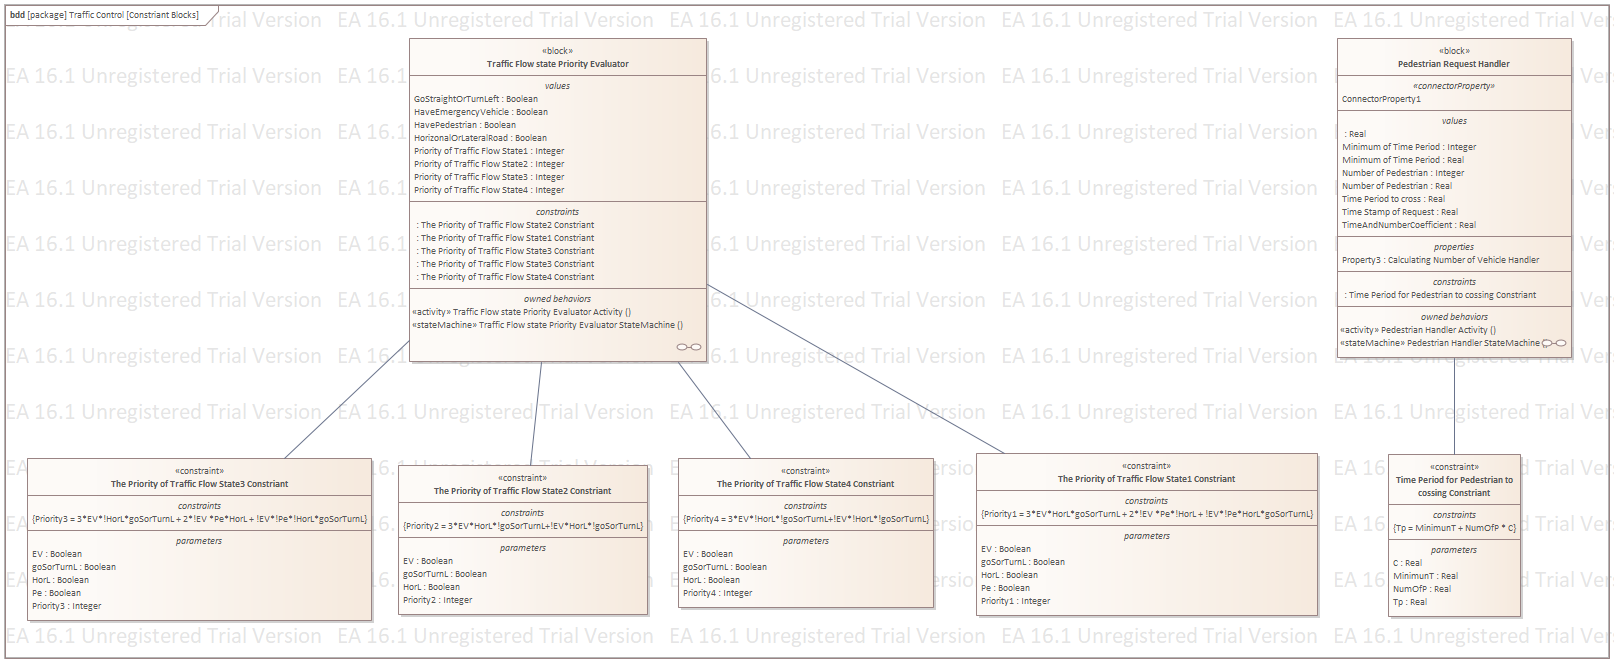 bdd [package] Traffic Control [Constriant Blocks]
EA 16.1 Unregistered Trial Version
«block»
Traffic Flow state Priority Evaluator
values
GoStraightOrTurnLeft : Boolean
HaveEmergencyVehicle : Boolean
HavePedestrian : Boolean
HorizonalOrLateralRoad : Boolean
Priority of Traffic Flow State1 : Integer
Priority of Traffic Flow State2 : Integer
Priority of Traffic Flow State3 : Integer
Priority of Traffic Flow State4 : Integer
constraints
: The Priority of Traffic Flow State2 Constriant
: The Priority of Traffic Flow State1 Constriant
: The Priority of Traffic Flow State3 Constriant
: The Priority of Traffic Flow State3 Constriant
: The Priority of Traffic Flow State4 Constriant
owned behaviors
«activity» Traffic Flow state Priority Evaluator Activity ()
«stateMachine» Traffic Flow state Priority Evaluator StateMachine ()
«block»
Pedestrian Request Handler
«connectorProperty»
ConnectorProperty1
values
: Real
Minimum of Time Period : Integer
Minimum of Time Period : Real
Number of Pedestrian : Integer
Number of Pedestrian : Real
Time Period to cross : Real
Time Stamp of Request : Real
TimeAndNumberCoefficient : Real
properties
Property3 : Calculating Number of Vehicle Handler
constraints
: Time Period for Pedestrian to cossing Constriant
owned behaviors
«activity» Pedestrian Handler Activity ()
«stateMachine» Pedestrian Handler StateMachine
«constraint»
The Priority of Traffic Flow State3 Constriant
constraints
{Priority3 = 3*EV*!HorL*goSorTurnL + 2*!EV *Pe*HorL + !EV*!Pe*!HorL*goSorTurnL}
parameters
EV : Boolean
goSorTurnL : Boolean
HorL : Boolean
Pe : Boolean
Priority3 : Integer
«constraint»
The Priority of Traffic Flow State2 Constriant
constraints
{Priority2 = 3*EV*HorL*!goSorTurnL+!EV*HorL*!goSorTurnL}
parameters
EV : Boolean
goSorTurnL : Boolean
HorL : Boolean
Priority2 : Integer
«constraint»
The Priority of Traffic Flow State4 Constriant
constraints
{Priority4 = 3*EV*!HorL*!goSorTurnL+!EV*!HorL*!goSorTurnL}
parameters
EV : Boolean
goSorTurnL : Boolean
HorL : Boolean
Priority4 : Integer
«constraint»
The Priority of Traffic Flow State1 Constriant
constraints
{Priority1 = 3*EV*HorL*goSorTurnL + 2*!EV *Pe*!HorL + !EV*!Pe*HorL*goSorTurnL}
parameters
EV : Boolean
goSorTurnL : Boolean
HorL : Boolean
Pe : Boolean
Priority1 : Integer
«constraint»
Time Period for Pedestrian to
cossing Constriant
constraints
{Tp = MinimunT + NumOfP * C}
parameters
C : Real
MinimunT : Real
NumOfP : Real
Tp : Real